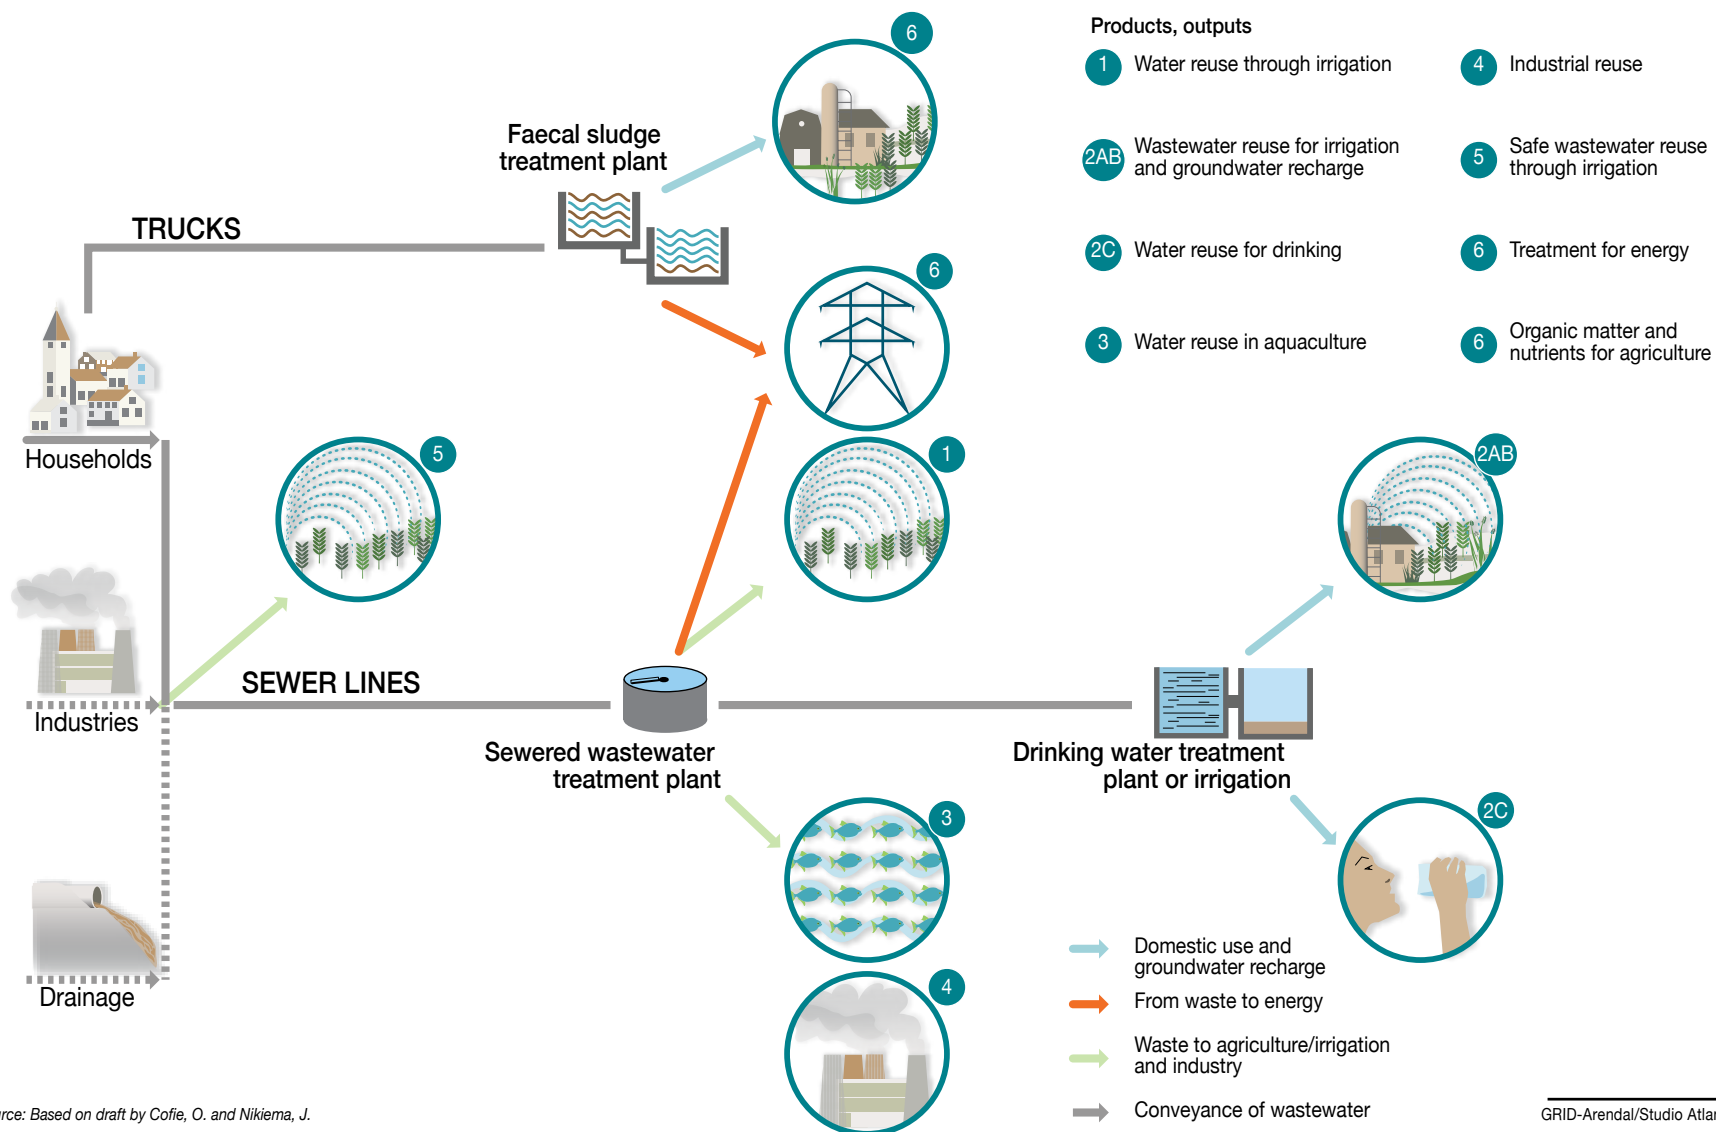 Products, outputs
1 Water reuse through irrigation
2AB Wastewater reuse for irrigation
and groundwater recharge
2C Water reuse for drinking
3 Water reuse in aquaculture
4 Industrial reuse
5 Safe wastewater reuse
through irrigation
6 Treatment for energy
6 Organic matter and
nutrients for agriculture
6
Faecal sludge
treatment plant
TRUCKS
6
Households
5
1
2AB
Industries
SEWER LINES
Sewered wastewater
treatment plant
Drinking water treatment
plant or irrigation
3
2C
Drainage
4
Domestic use and
groundwater recharge
From waste to energy
Waste to agriculture/irrigation
and industry
Conveyance of wastewater
urce: Based on draft by Cofie, O. and Nikiema, J.
GRID-Arendal/Studio Atlan